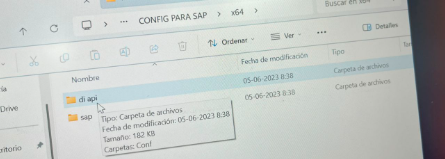 Buscar en x64
CONFIG PARA SAP > x64 >
Ordenar Ver ... Detalles
Nombre Fecha de modificación Tipo Tar
di api 05-06-2023 8:38 Carpeta de archivos
sap 05-06-2023 8:38 Carpeta de archivos
Tipo: Carpeta de archivos
Fecha de modificación: 05-06-2023 8:38
Tamaño: 182 KB
Carpetas: Conf
Drive
ritorio